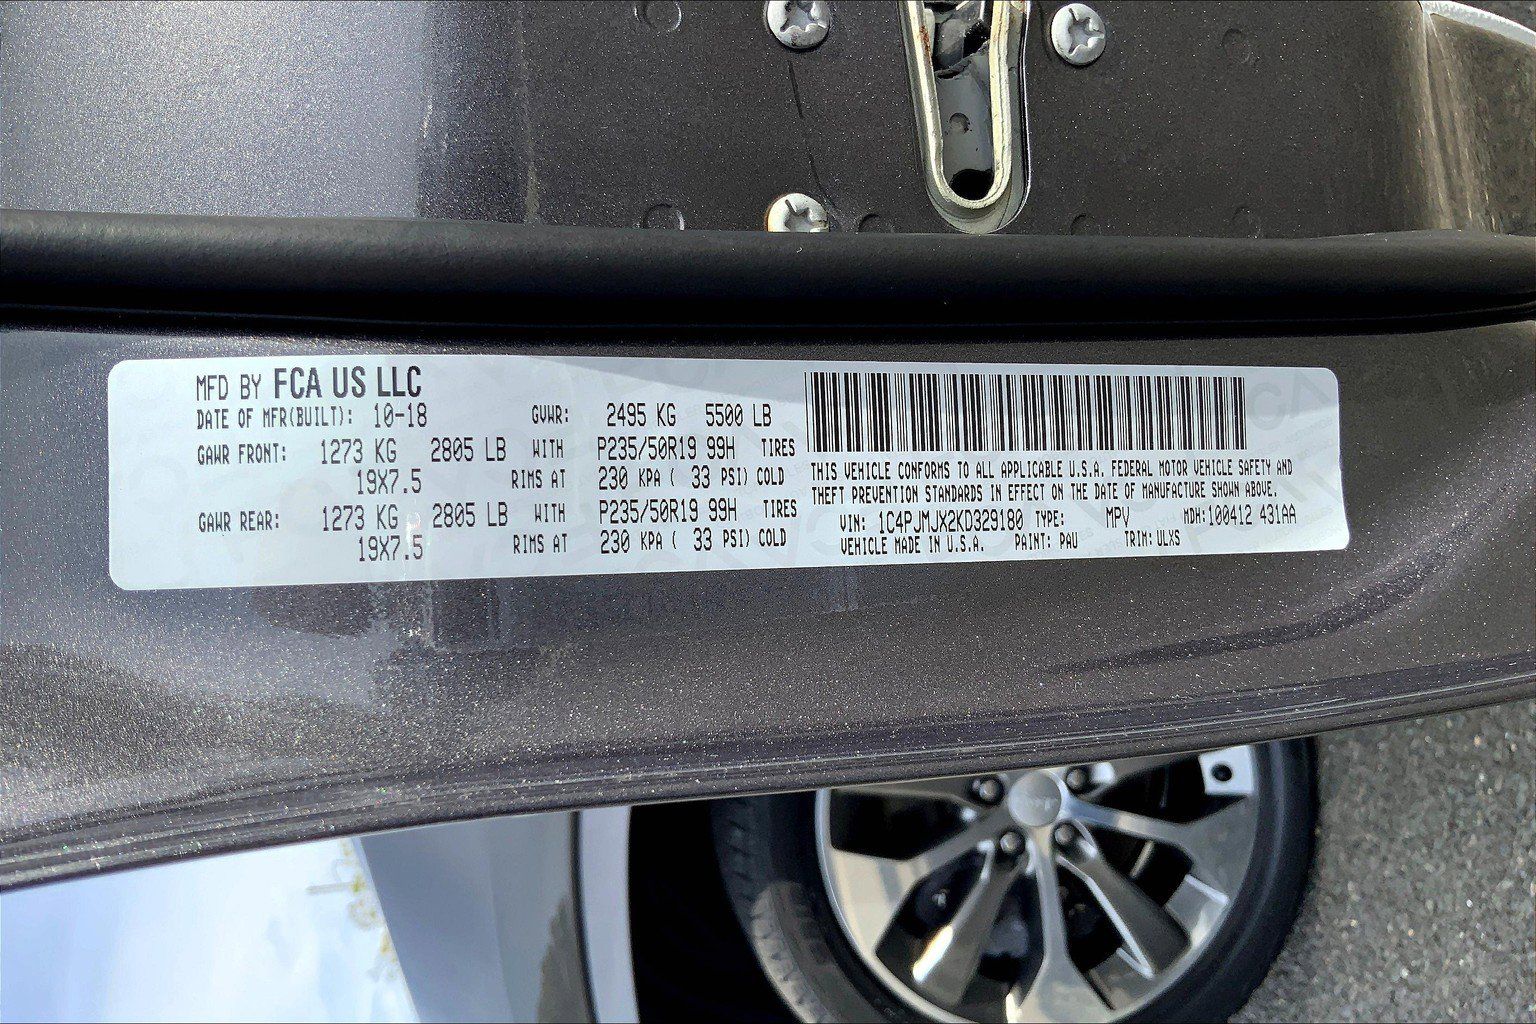 MFD BY FCA US LLC
DATE OF MFR(BUILT): 10-18 GVWR: 2495 KG 5500 LB
GAWR FRONT: 1273 KG 2805 LB WITH P235/50R19 99H TIRES
19X7.5 RIMS AT 230 KPA ( 33 PSI) COLD
GAWR REAR: 1273 KG 2805 LB WITH P235/50R19 99H TIRES
19X7.5 RIMS AT 230 KPA ( 33 PSI) COLD
THIS VEHICLE CONFORMS TO ALL APPLICABLE U.S.A. FEDERAL MOTOR VEHICLE SAFETY AND
THEFT PREVENTION STANDARDS IN EFFECT ON THE DATE OF MANUFACTURE SHOWN ABOVE.
VIN: 1C4PJMJX2KD329180 TYPE: MPV MDH:100412 431AA
VEHICLE MADE IN U.S.A. PAINT: PAU TRIM: ULXS